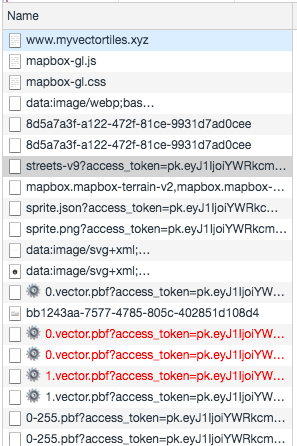 Name
www.myvectortiles.xyz
mapbox-gl.js
mapbox-gl.css
data:image/webp;bas…
8d5a7a3f-a122-472f-81ce-9931d7ad0cee
8d5a7a3f-a122-472f-81ce-9931d7ad0cee
streets-v9?access_token=pk.eyJ1IjoiYWRkcm…
mapbox.mapbox-terrain-v2,mapbox.mapbox-…
sprite.json?access_token=pk.eyJ1IjoiYWRkc…
sprite.png?access_token=pk.eyJ1IjoiYWRkc…
data:image/svg+xml;…
data:image/svg+xml;…
0.vector.pbf?access_token=pk.eyJ1IjoiYW…
bb1243aa-7577-4785-805c-402851d108d4
0.vector.pbf?access_token=pk.eyJ1IjoiYW…
0.vector.pbf?access_token=pk.eyJ1IjoiYW…
1.vector.pbf?access_token=pk.eyJ1IjoiYW…
1.vector.pbf?access_token=pk.eyJ1IjoiYW…
0-255.pbf?access_token=pk.eyJ1IjoiYWRkcm…
0-255.pbf?access_token=pk.eyJ1IjoiYWRkcm…